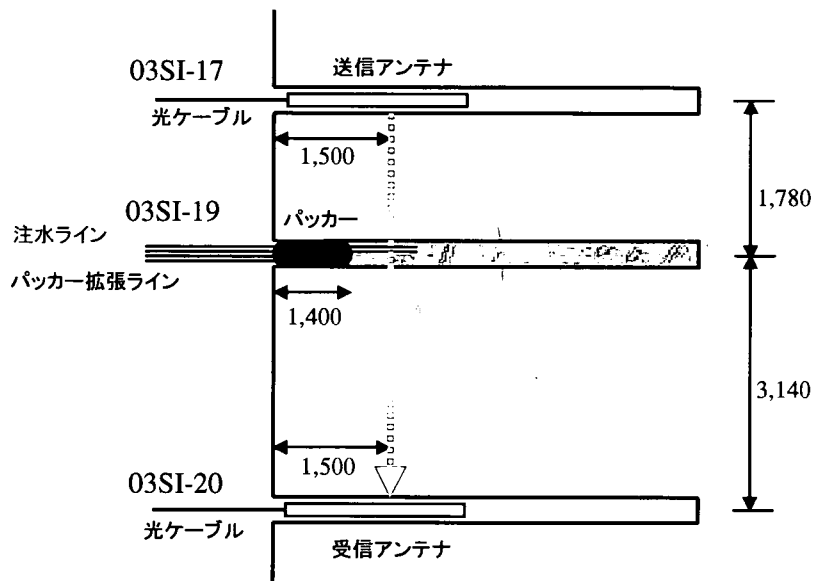 03SI-17
送信アンテナ
光ケーブル
1,500
1,780
03SI-19
パッカー
注水ライン
パッカー拡張ライン
1,400
3,140
1,500
03SI-20
光ケーブル
受信アンテナ